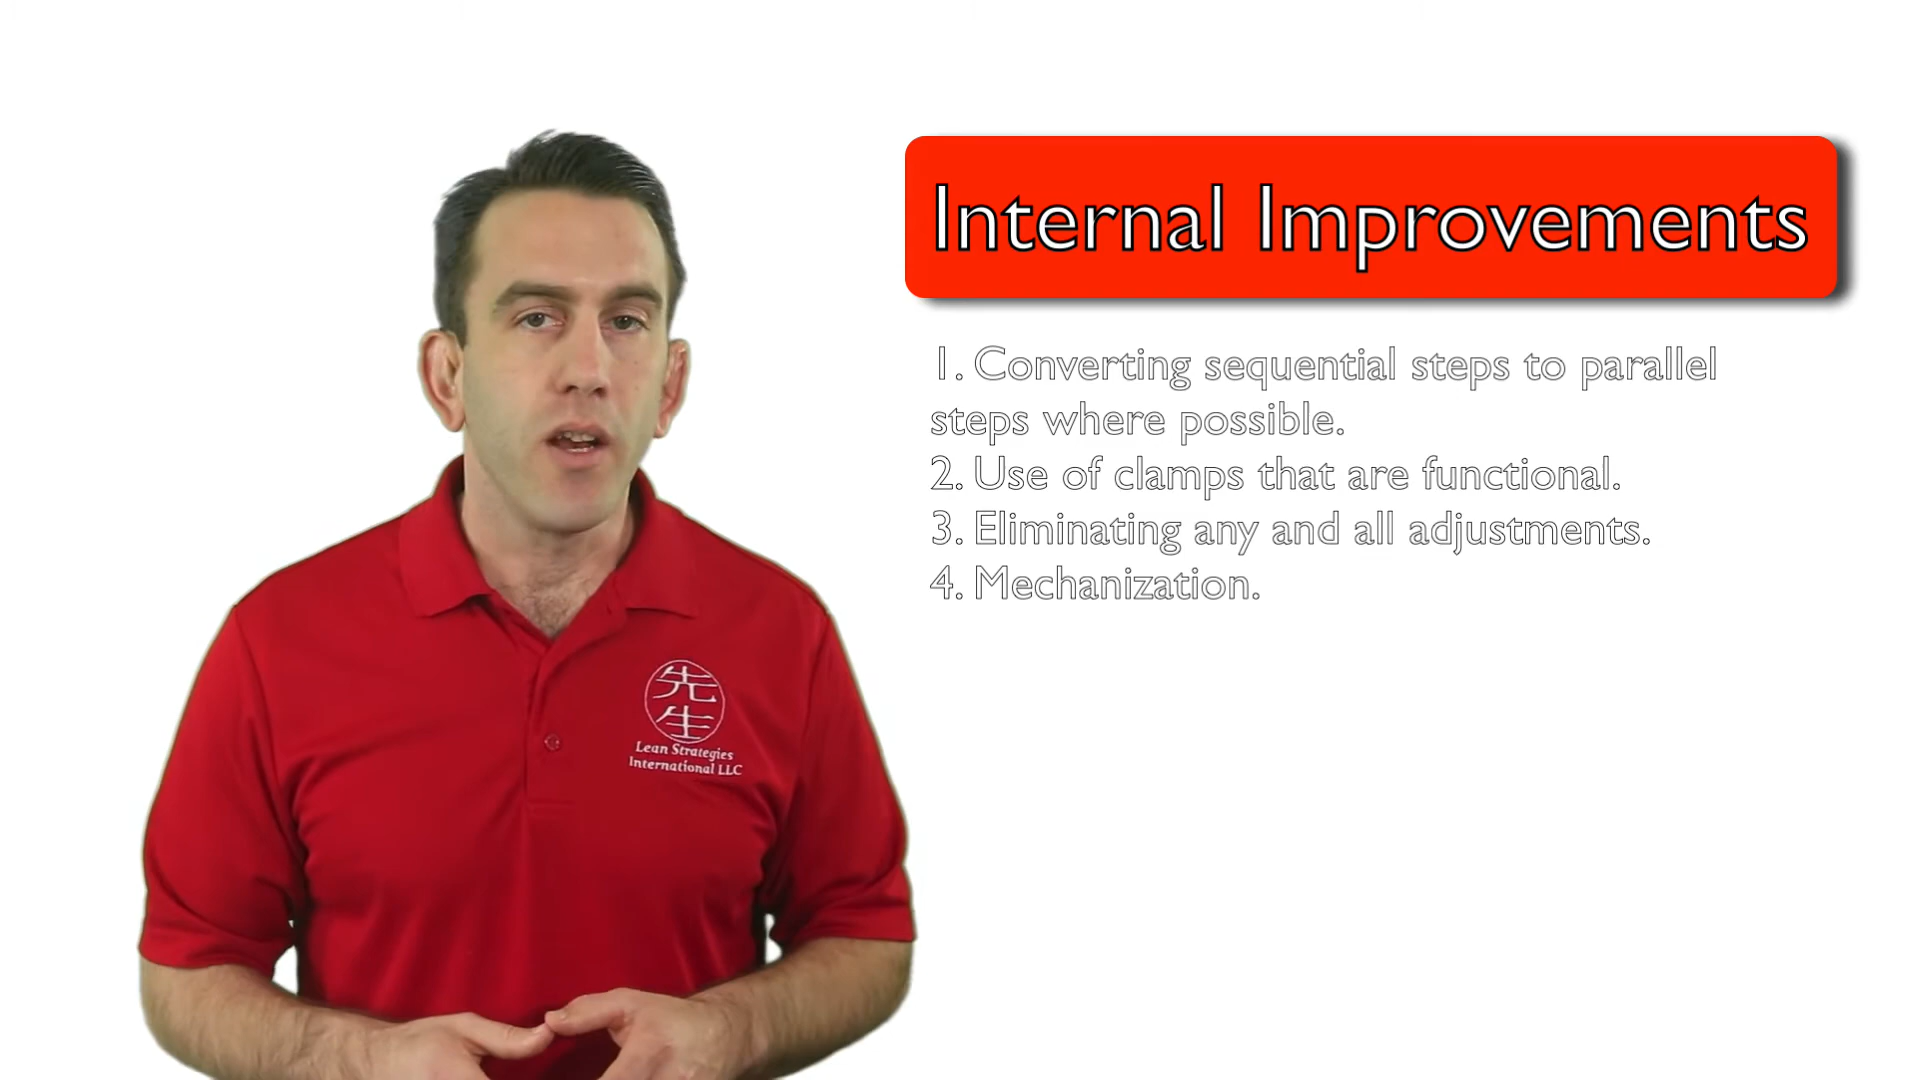 Internal Improvements
1. Converting sequential steps to parallel
steps where possible.
2. Use of clamps that are functional.
3. Eliminating any and all adjustments.
4. Mechanization.
先
生
Lean Strategies
International LLC